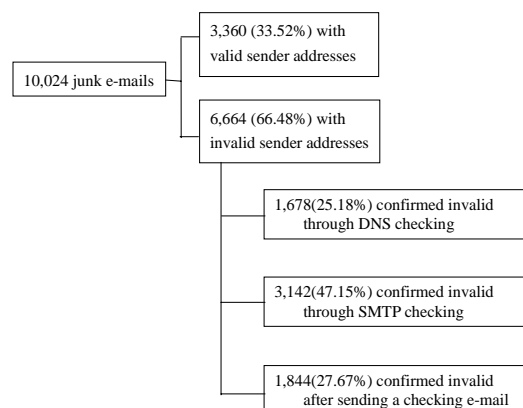 3,360 (33.52%) with
valid sender addresses
10,024 junk e-mails
6,664 (66.48%) with
invalid sender addresses
1,678(25.18%) confirmed invalid
through DNS checking
3,142(47.15%) confirmed invalid
through SMTP checking
1,844(27.67%) confirmed invalid
after sending a checking e-mail